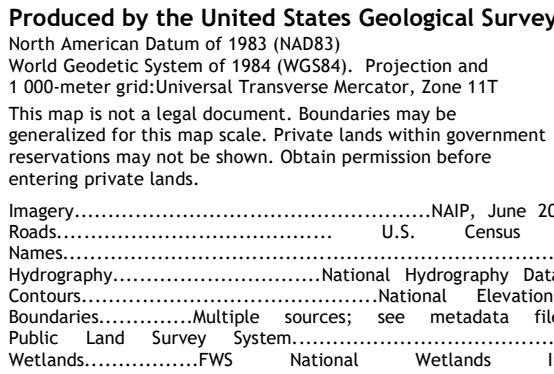 Produced by the United States Geological Survey
North American Datum of 1983 (NAD83)
World Geodetic System of 1984 (WGS84). Projection and
1 000-meter grid:Universal Transverse Mercator, Zone 11T
This map is not a legal document. Boundaries may be
generalized for this map scale. Private lands within government
reservations may not be shown. Obtain permission before
entering private lands.
Imagery....................................................NAIP, June 20
Roads.................................. U.S. Census
Names.......................................................................
Hydrography..............................National Hydrography Data
Contours...........................................National Elevation
Boundaries.............Multiple sources; see metadata file
Public Land Survey System.......................................
Wetlands................FWS National Wetlands I